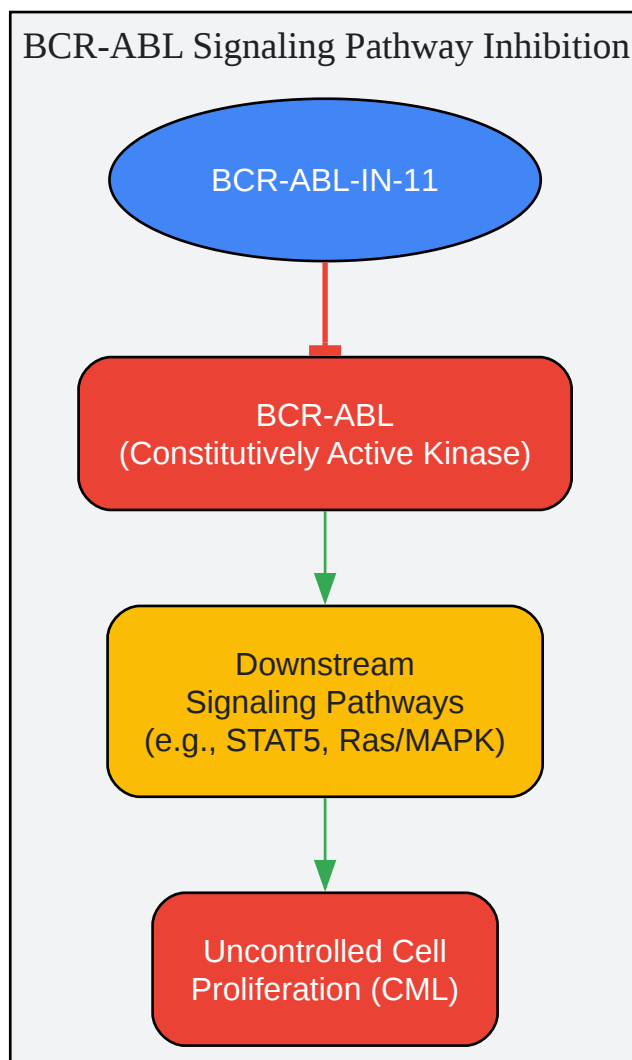 BCR-ABL Signaling Pathway Inhibition
BCR-ABL-IN-11
BCR-ABL
(Constitutively Active Kinase)
Downstream
Signaling Pathways
(e.g., STAT5, Ras/MAPK)
Uncontrolled Cell
Proliferation (CML)